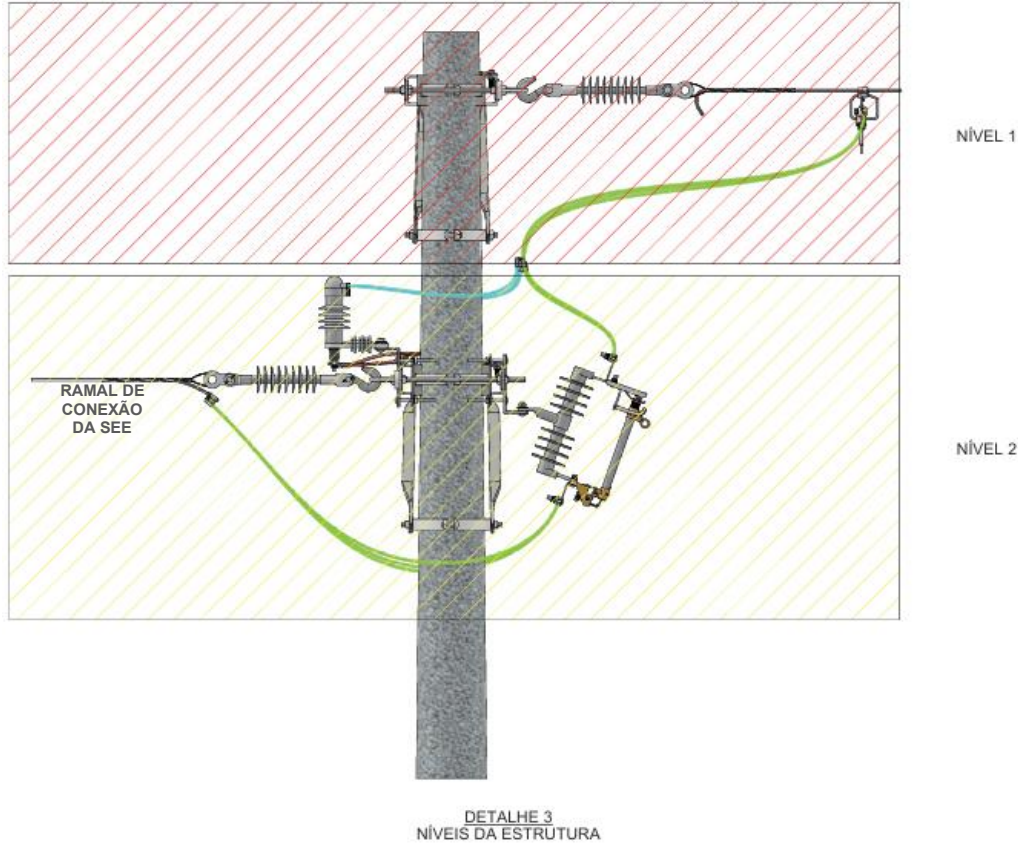 NÍVEL 1
RAMAL DE
CONEXÃO
DA SEE
NÍVEL 2
DETALHE 3
NÍVEIS DA ESTRUTURA